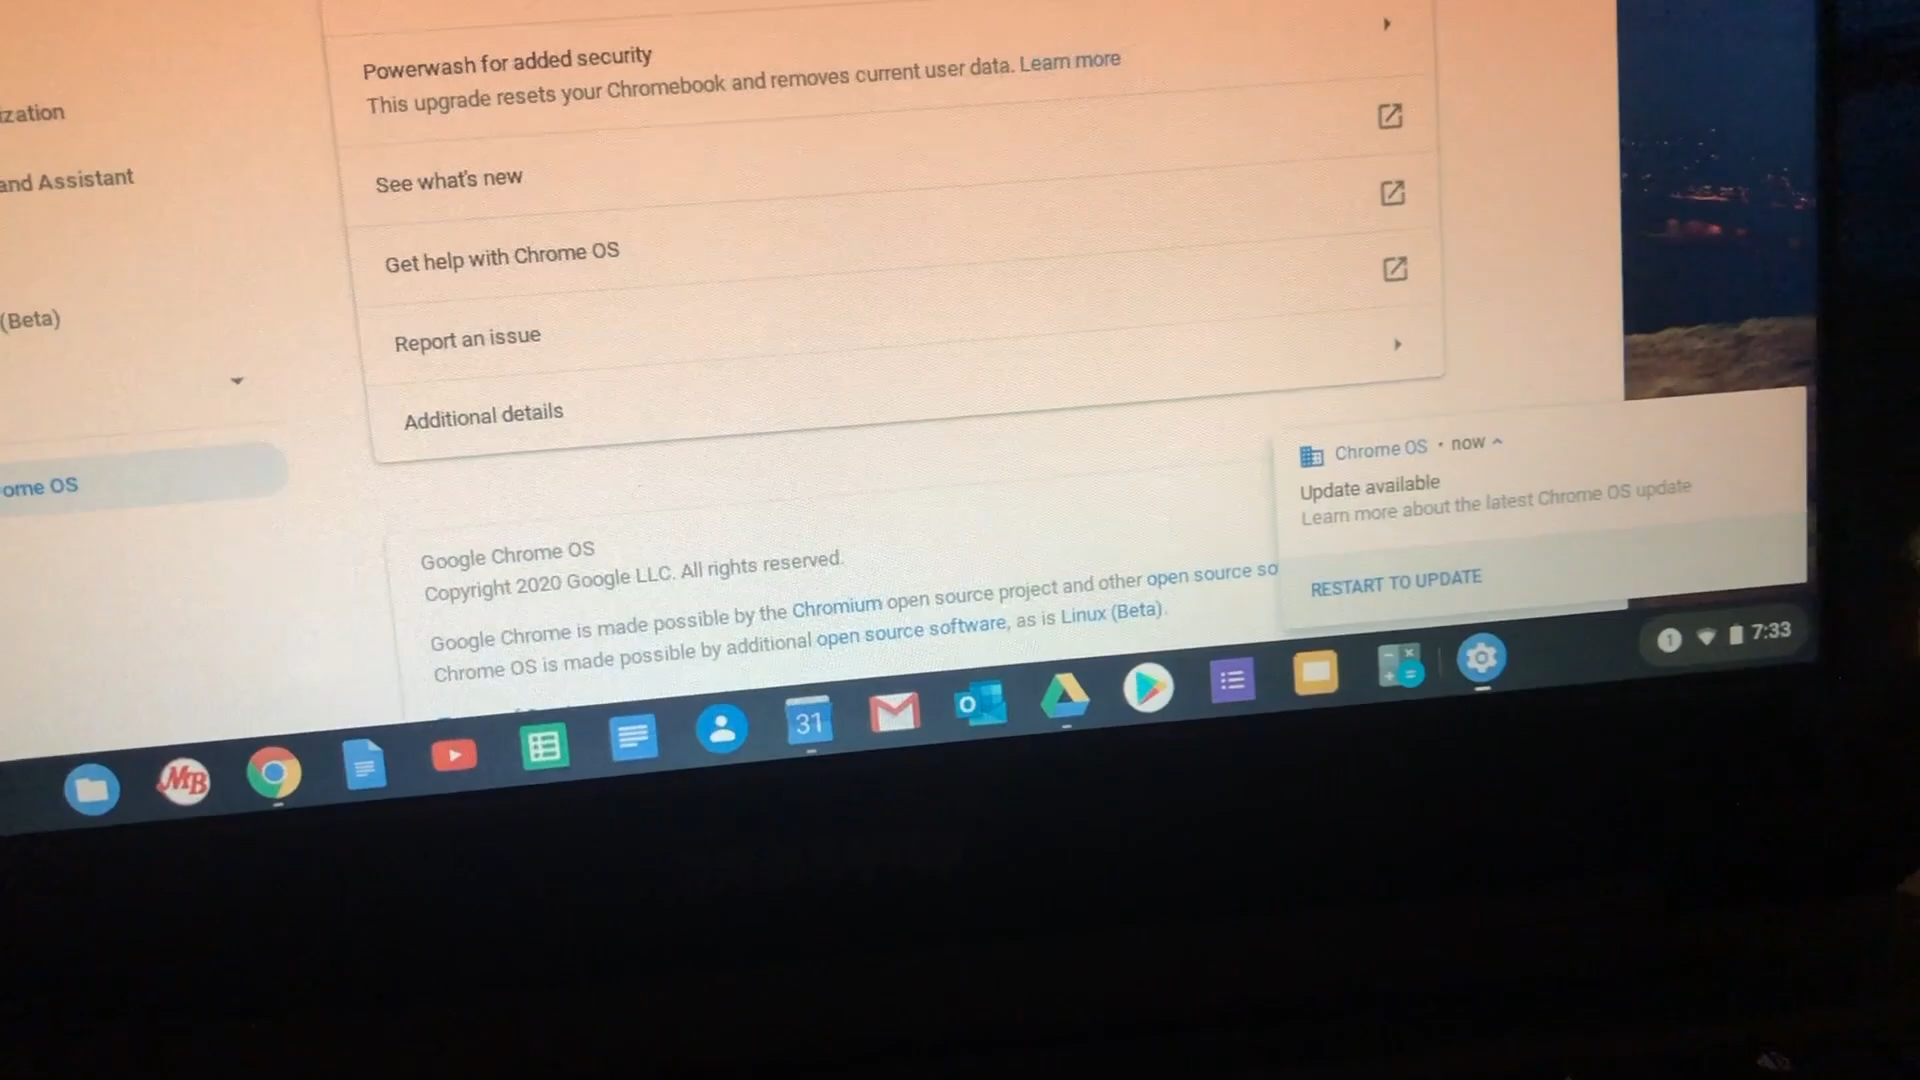 Powerwash for added security
This upgrade resets your Chromebook and removes current user data. Learn more
ization
See what's new
and Assistant
Get help with Chrome OS
(Beta)
Report an issue
Additional details
ome OS
Chrome OS • now
Update available
Learn more about the latest Chrome OS update
RESTART TO UPDATE
Google Chrome OS
Copyright 2020 Google LLC. All rights reserved.
Google Chrome is made possible by the Chromium open source project and other open source so
Chrome OS is made possible by additional open source software, as is Linux (Beta).
1 7:33
31
O
MB